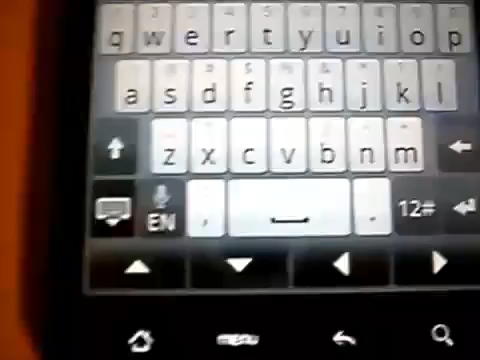 q w e r t y u i o p
a s d f g h j k l
z x c v b n m
EN , . 12#
menu